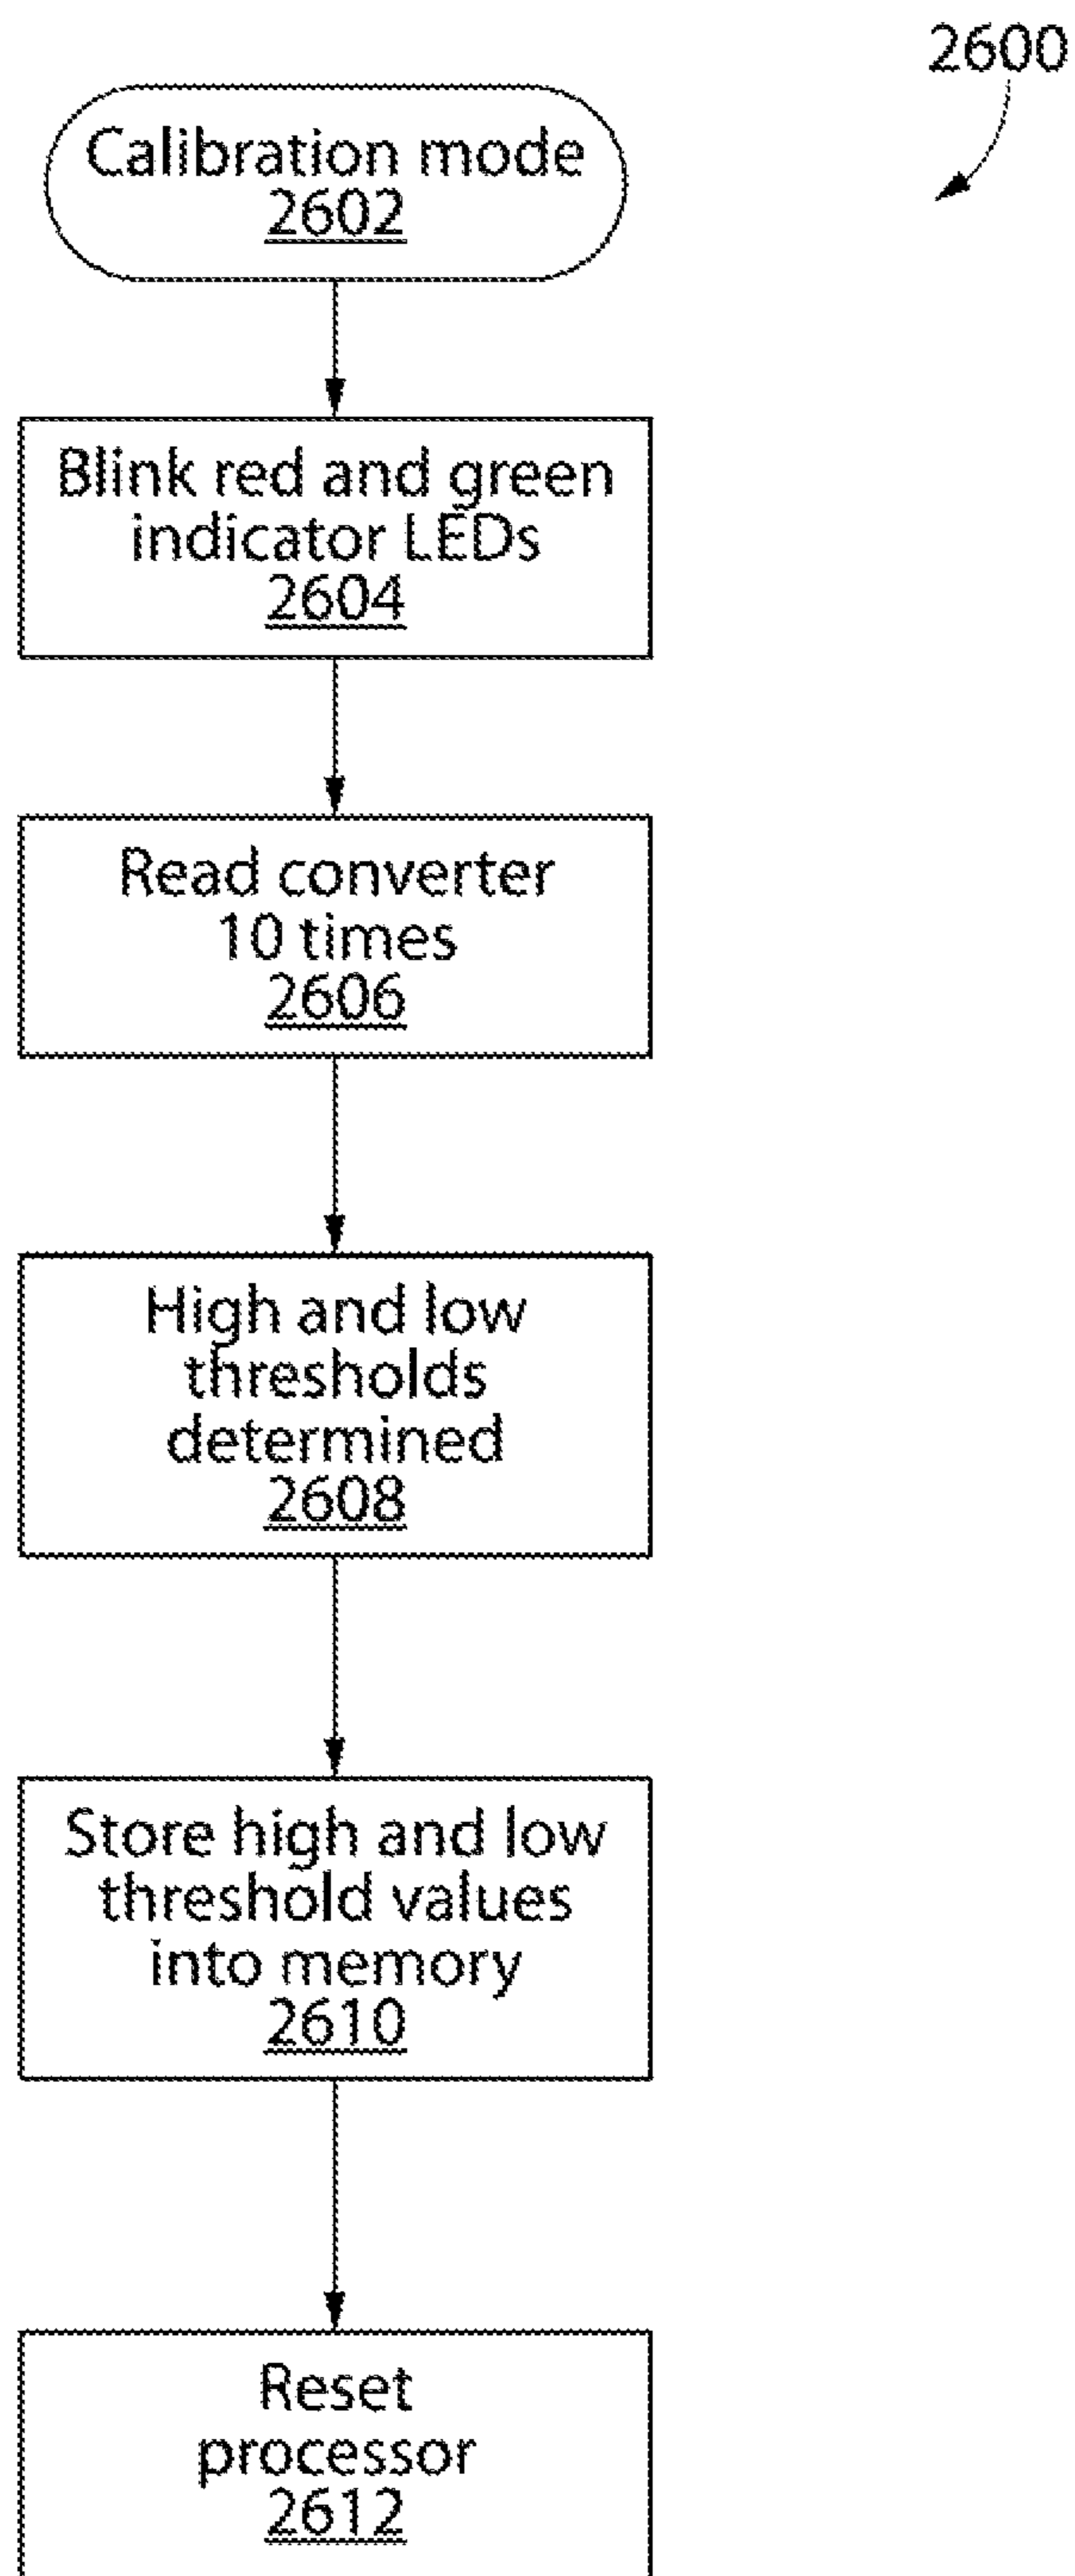 2600
Calibration mode
2602
Blink red and green
indicator LEDs
2604
Read converter
10 times
2606
High and low
thresholds
determined
2608
Store high and low
threshold values
into memory
2610
Reset
processor
2612